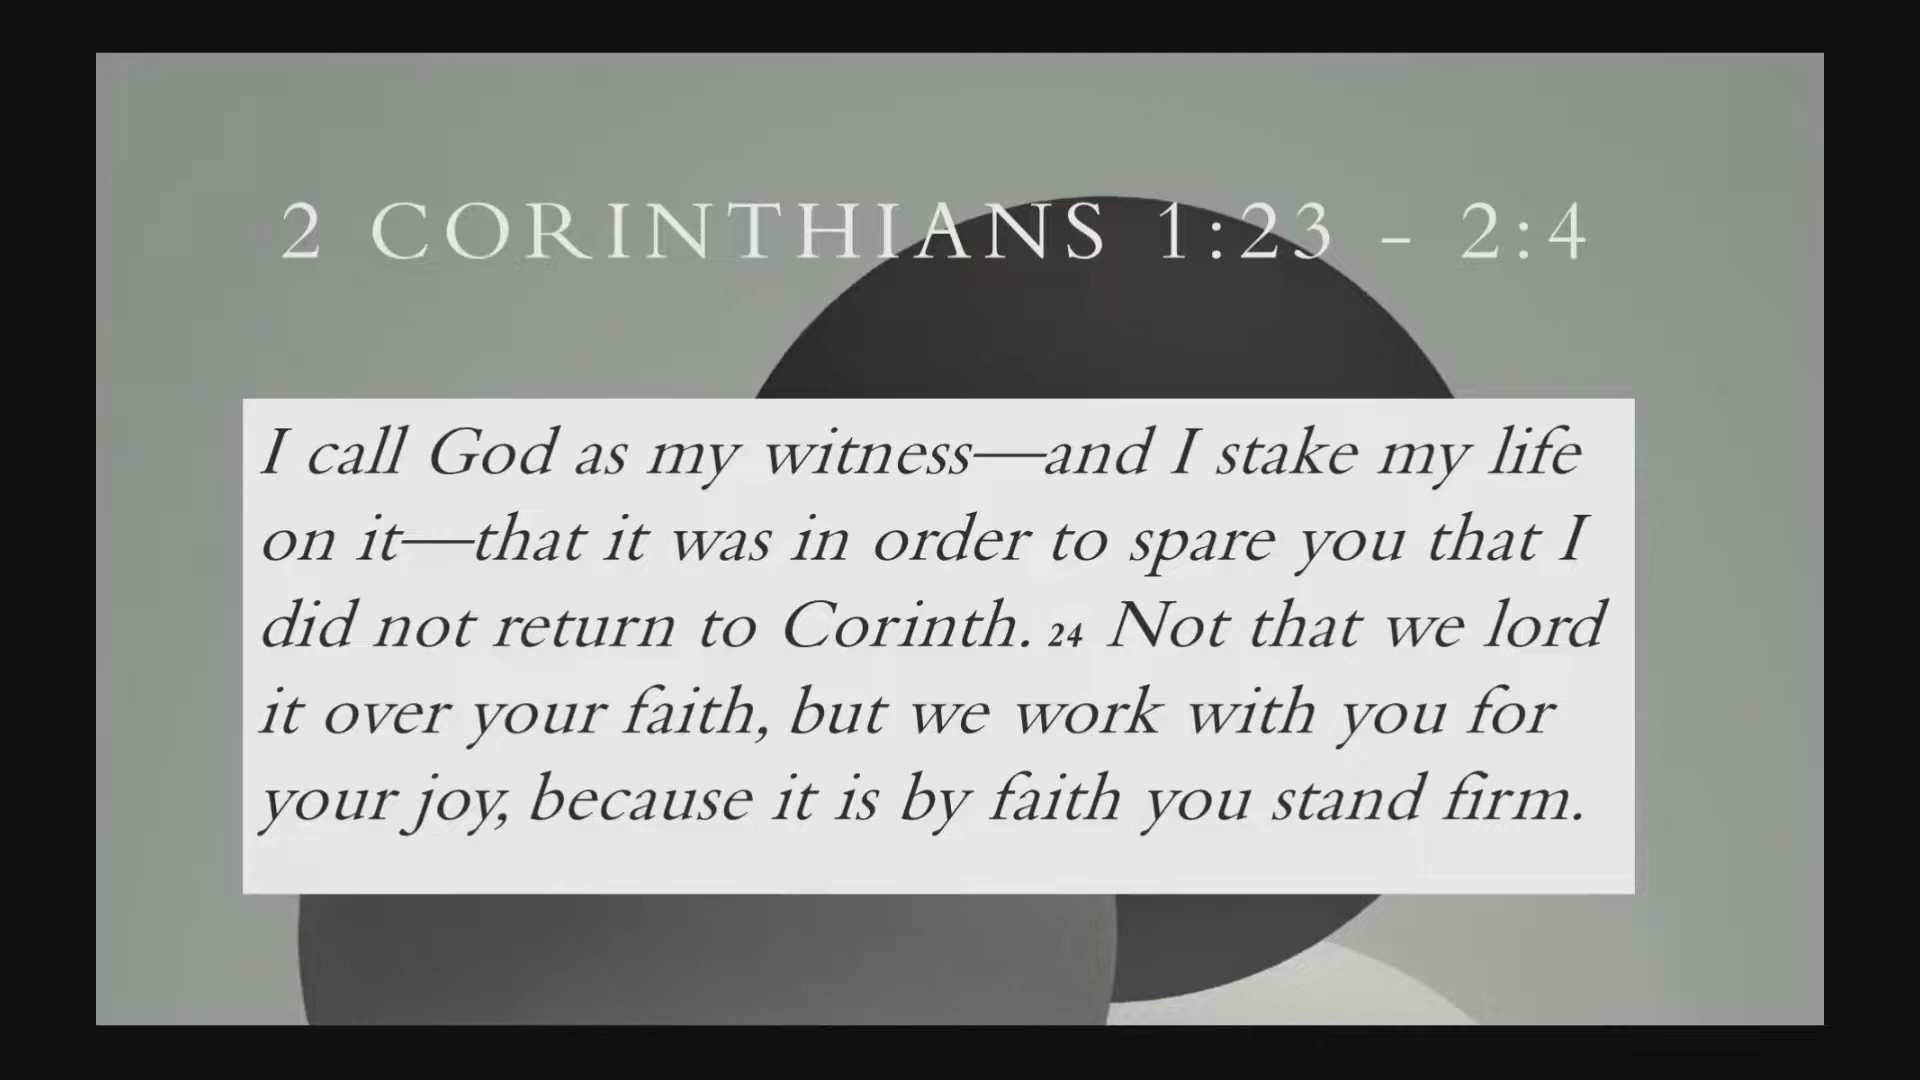 2 CORINTHIANS 1:23 - 2:4
I call God as my witness—and I stake my life
on it—that it was in order to spare you that I
did not return to Corinth. 24 Not that we lord
it over your faith, but we work with you for
your joy, because it is by faith you stand firm.